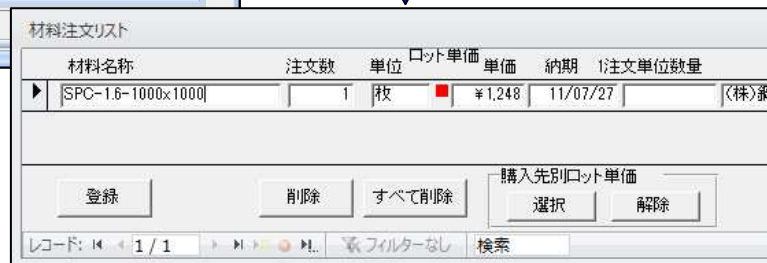 材料注文リスト
材料名称 注文数 単位 ロット単価 単価 納期 1注文単位数量
SPC-1.6-1000x1000 1 枚 ¥1,248 11/07/27 (株)鋼
登録 削除 すべて削除 購入先別ロット単価 選択 解除
レコード: 1 / 1 フィルターなし 検索